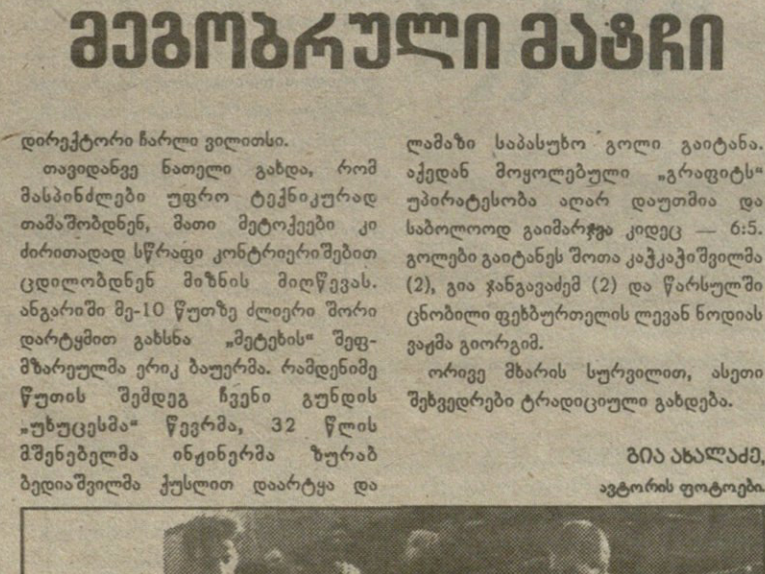 მეგობრული მატჩი
დირექტორი ჩარლი ვილითსი.
თავიდანვე ნათელი გახდა, რომ
მასპინძლები უფრო ტექნიკურად
თამაშობდნენ, მათი მეტოქეები კი
ძირითადად სწრაფი კონტრიერიშებით
ცდილობდნენ მიზნის მიღწევას.
ანგარიში მე-10 წუთზე ძლიერი შორი
დარტყმით გახსნა „მეტეხის“ შეფ-
მზარეულმა ერიკ ბაუერმა. რამდენიმე
წუთის შემდეგ ჩვენი გუნდის
„უხუცესმა“ წევრმა, 32 წლის
მშენებელმა ინჟინერმა ზურაბ
ბედიაშვილმა ქუსლით დაარტყა და
ლამაზი საპასუხო გოლი გაიტანა.
აქედან მოყოლებული „გრაფიტს“
უპირატესობა აღარ დაუთმია და
საბოლოოდ გაიმარჯვა კიდეც — 6:5.
გოლები გაიტანეს შოთა კაჭკაჭიშვილმა
(2), გია ჯანგავაძემ (2) და წარსულში
ცნობილი ფეხბურთელის ლევან ნოდიას
ვაჟმა გიორგიმ.
ორივე მხარის სურვილით, ასეთი
შეხვედრები ტრადიციული გახდება.
გია ახალაძე,
ავტორის ფოტოები.